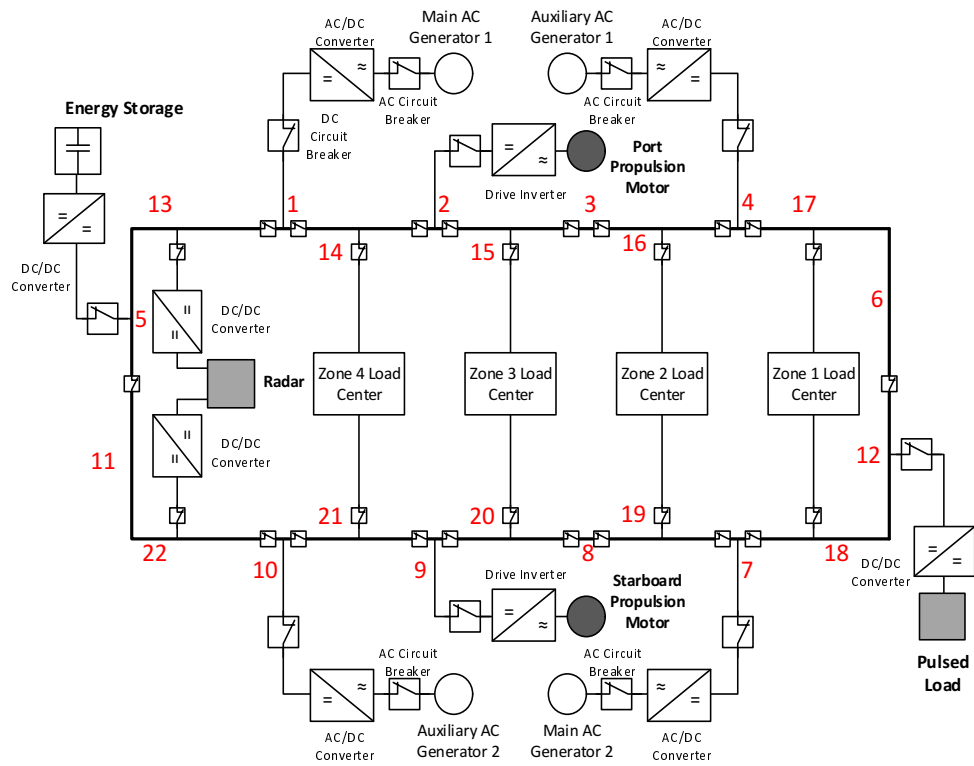 AC/DC
Converter
Main AC
Generator 1
Auxiliary AC
Generator 1
AC/DC
Converter
≈
=
≈
=
AC Circuit
Breaker
AC Circuit
Breaker
Energy Storage
DC
Circuit
Breaker
=
≈
Port
Propulsion
Motor
Drive Inverter
=
=
DC/DC
Converter
13
1
2
3
4
17
14
15
16
5
6
=
=
DC/DC
Converter
Radar
Zone 4 Load
Center
Zone 3 Load
Center
Zone 2 Load
Center
Zone 1 Load
Center
=
=
DC/DC
Converter
11
12
21
20
19
22
10
9
8
7
18
=
=
DC/DC
Converter
Drive Inverter
=
≈
Starboard
Propulsion
Motor
Pulsed
Load
AC Circuit
Breaker
AC Circuit
Breaker
≈
=
≈
=
AC/DC
Converter
Auxiliary AC
Generator 2
Main AC
Generator 2
AC/DC
Converter